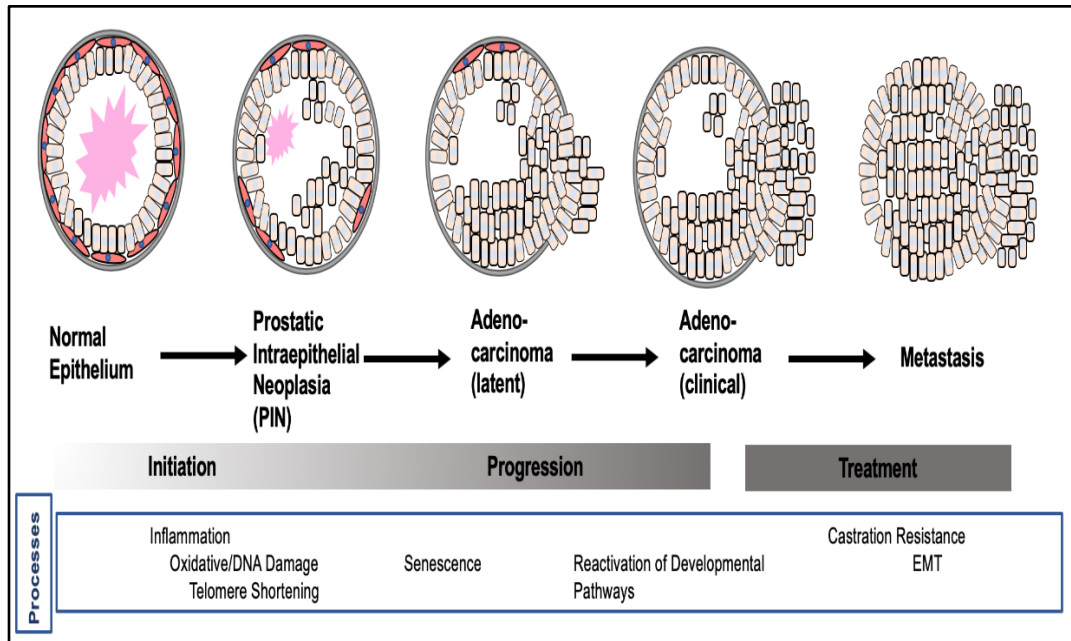 Normal
Epithelium
Prostatic
Intraepithelial
Neoplasia
(PIN)
Adeno-
carcinoma
(latent)
Adeno-
carcinoma
(clinical)
Metastasis
Initiation
Progression
Treatment
Processes
Inflammation
Oxidative/DNA Damage
Telomere Shortening
Senescence
Reactivation of Developmental
Pathways
Castration Resistance
EMT